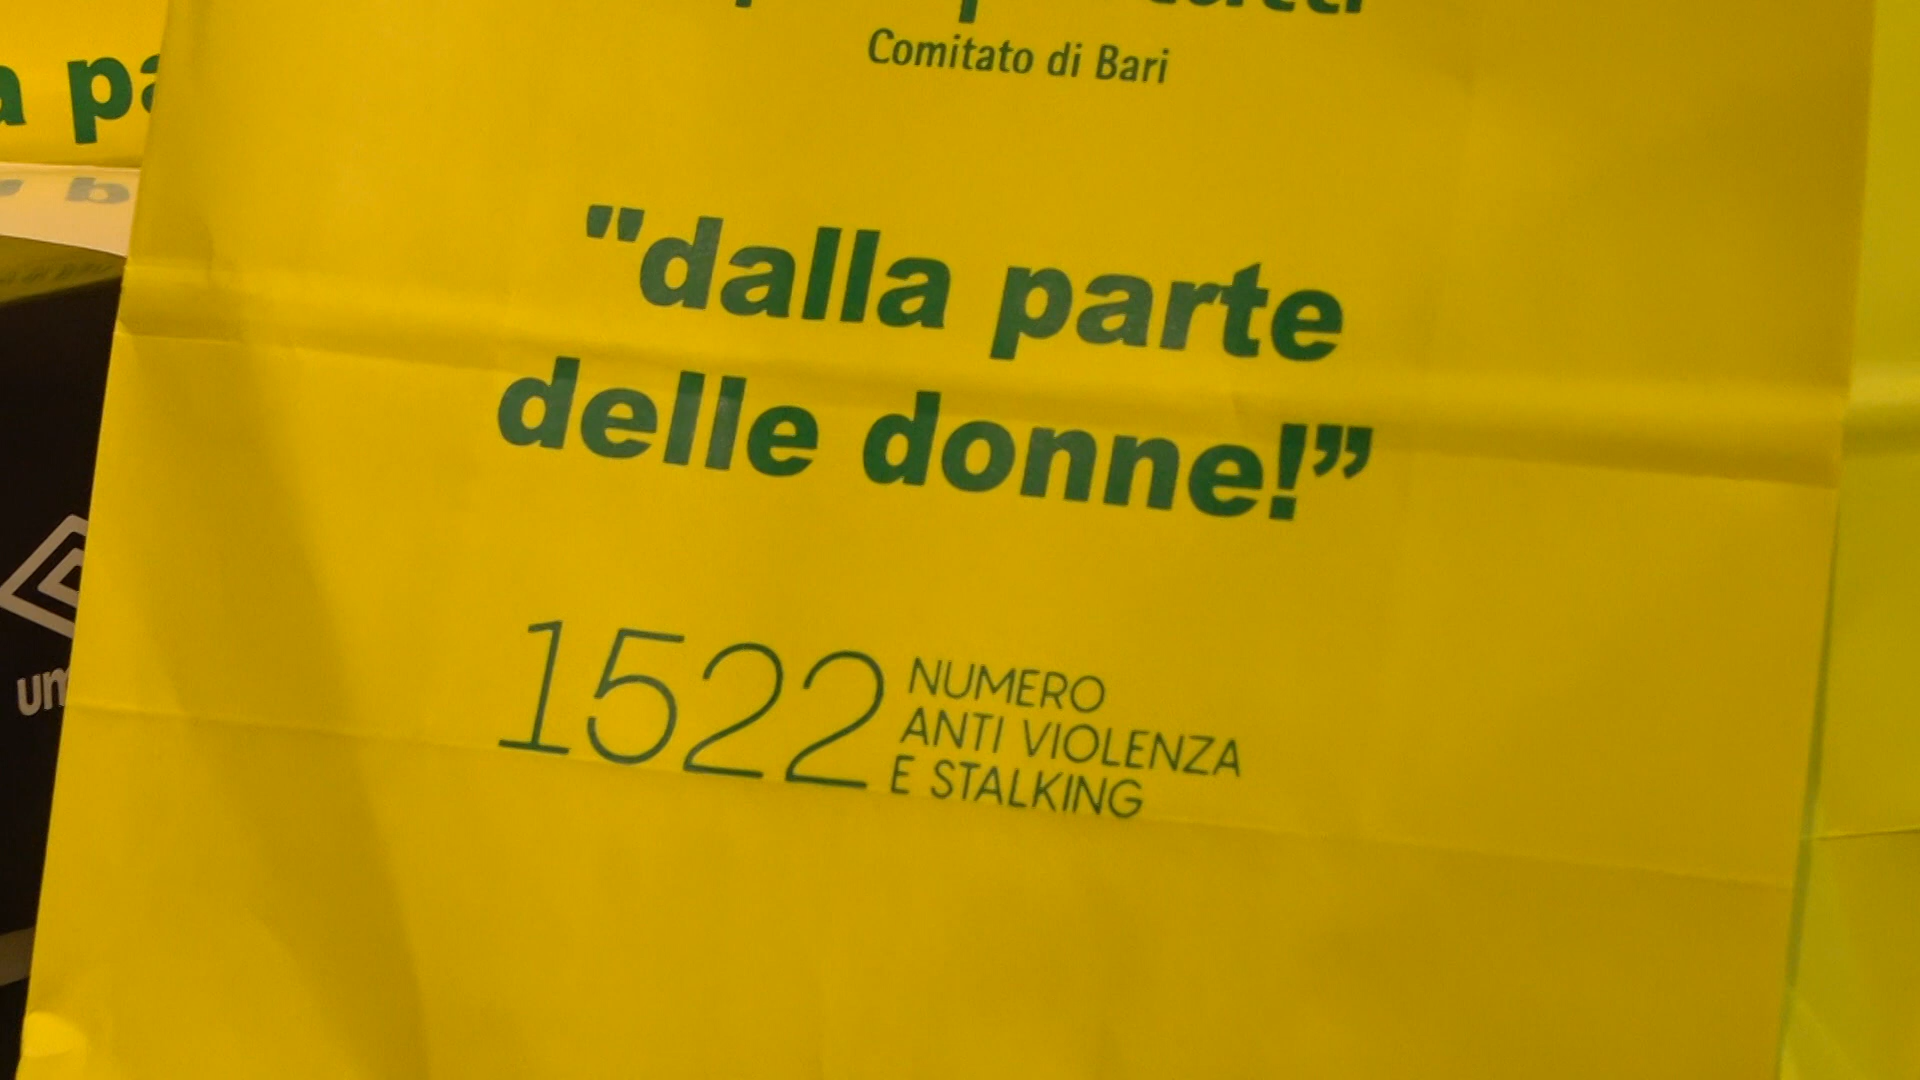 Comitato di Bari
"dalla parte
delle donne!”
1522 NUMERO
ANTI VIOLENZA
E STALKING